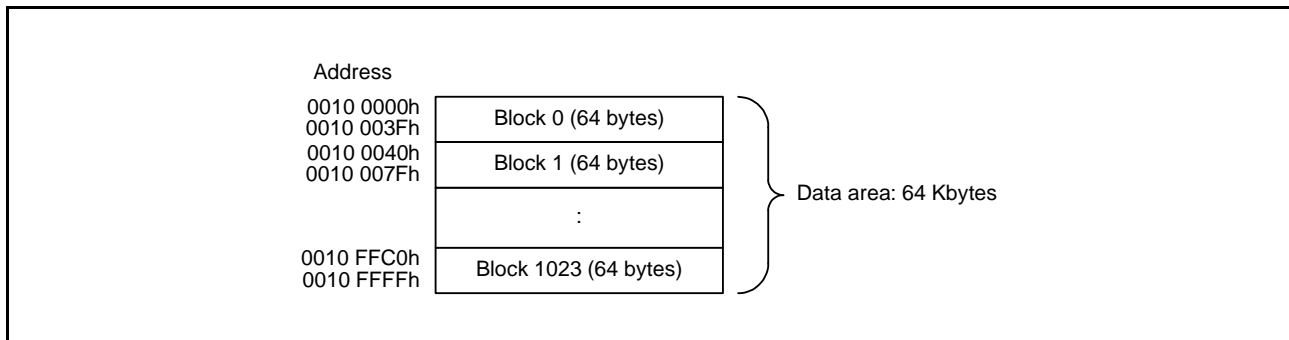 Address
0010 0000h
0010 003Fh
Block 0 (64 bytes)
0010 0040h
0010 007Fh
Block 1 (64 bytes)
:
Data area: 64 Kbytes
0010 FFC0h
0010 FFFFh
Block 1023 (64 bytes)